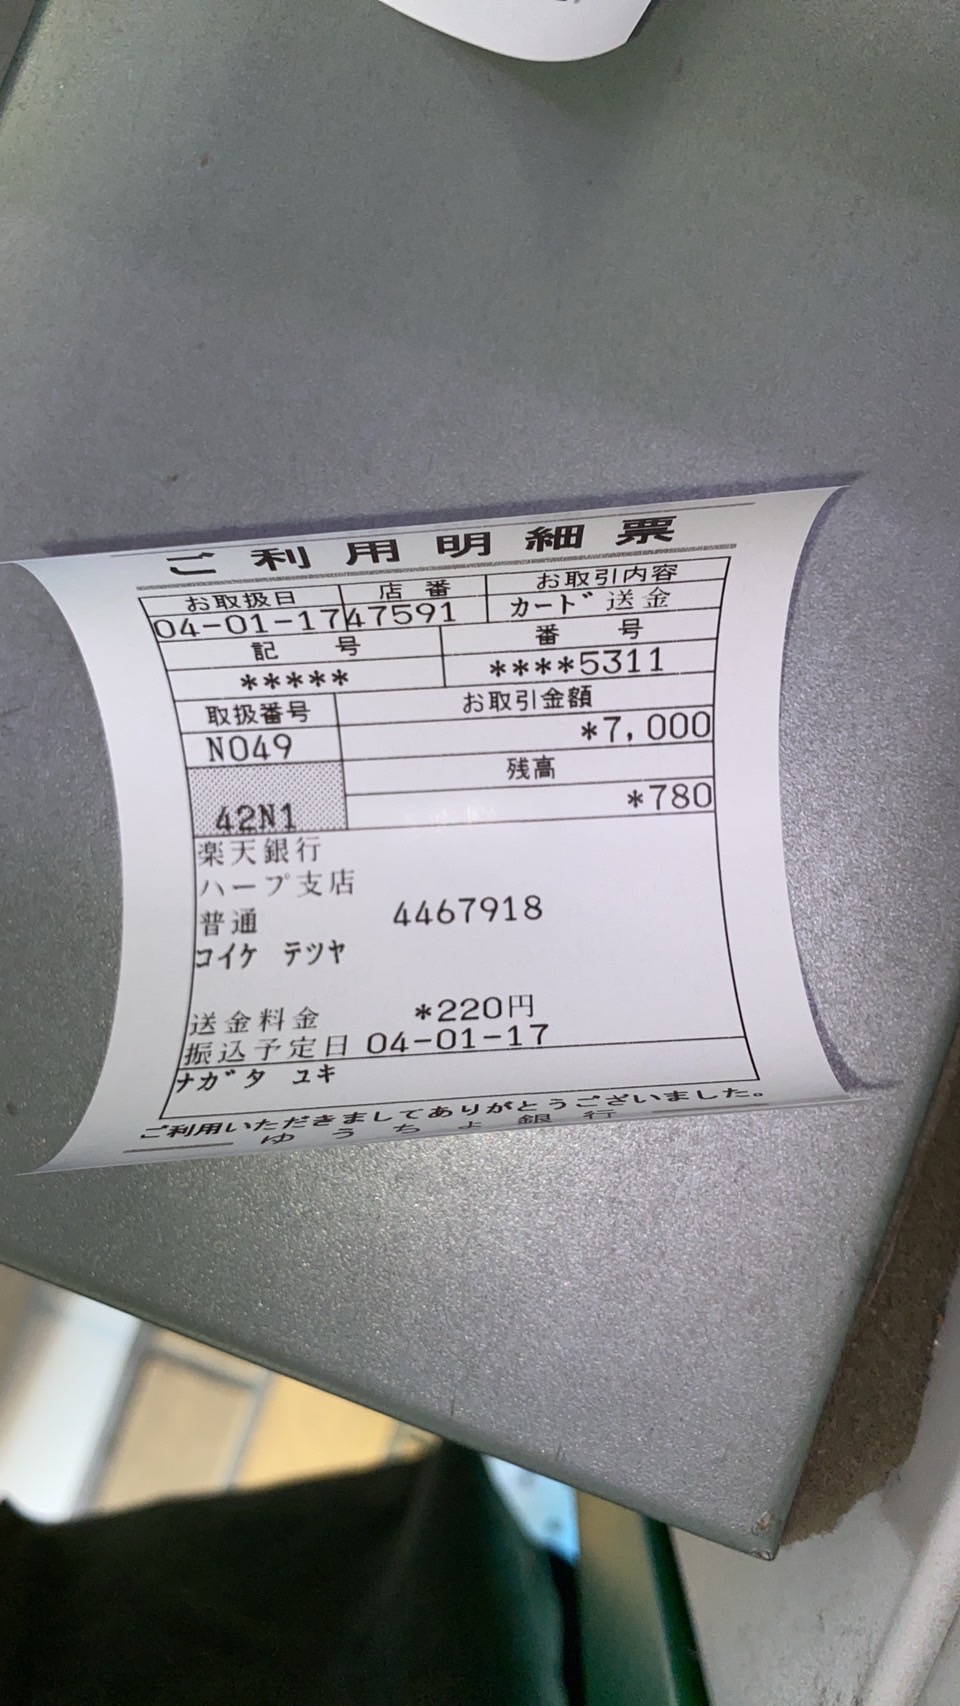 ご利用明細票
お取扱日 店番 お取引内容
04-01-17 47591 カード送金
記号 番号
***** ****5311
取扱番号 お取引金額
N049 *7,000
残高
42N1 *780
楽天銀行
ハープ支店
普通 4467918
コイケ テツヤ
送金料金 *220円
振込予定日 04-01-17
ナガタ ユキ
ご利用いただきましてありがとうございました。
ゆうちょ銀行